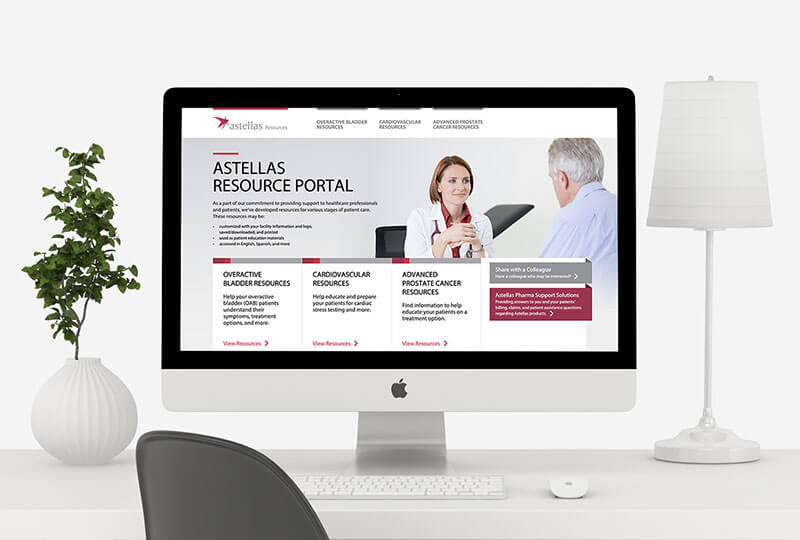 astellas Resources
OVERACTIVE BLADDER
RESOURCES
CARDIOVASCULAR
RESOURCES
ADVANCED PROSTATE
CANCER RESOURCES
ASTELLAS
RESOURCE PORTAL
As a part of our commitment to providing support to healthcare professionals
and patients, we've developed resources for various stages of patient care.
These resources may be:
• customized with your facility information and logo,
saved/downloaded, and printed
• used as patient education materials
• accessed in English, Spanish, and more
OVERACTIVE
BLADDER RESOURCES
Help your overactive
bladder (OAB) patients
understand their
symptoms, treatment
options, and more.
View Resources >
CARDIOVASCULAR
RESOURCES
Help educate and prepare
your patients for cardiac
stress testing and more.
View Resources >
ADVANCED
PROSTATE CANCER
RESOURCES
Find information to help
educate your patients on a
treatment option.
View Resources >
Share with a Colleague
Have a colleague who may be interested? >
Astellas Pharma Support Solutions
Providing answers to you and your patients'
billing, claims, and patient assistance questions
regarding Astellas products. >